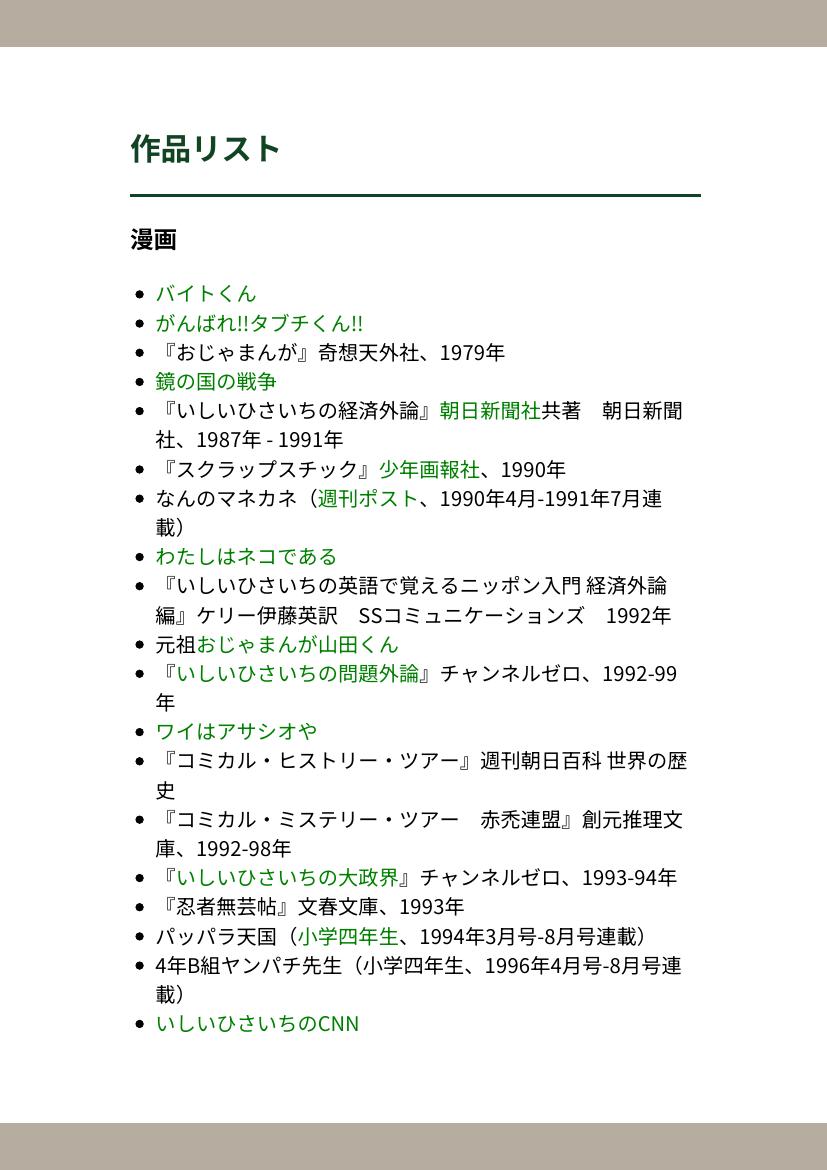 作品リスト
漫画
バイトくん
がんばれ!!タブチくん!!
『おじゃまんが』奇想天外社、1979年
鏡の国の戦争
『いしいひさいちの経済外論』朝日新聞社共著　朝日新聞
社、1987年 - 1991年
『スクラップスチック』少年画報社、1990年
なんのマネカネ（週刊ポスト、1990年4月-1991年7月連
載）
わたしはネコである
『いしいひさいちの英語で覚えるニッポン入門 経済外論
編』ケリー伊藤英訳　SSコミュニケーションズ　1992年
元祖おじゃまんが山田くん
『いしいひさいちの問題外論』チャンネルゼロ、1992-99
年
ワイはアサシオや
『コミカル・ヒストリー・ツアー』週刊朝日百科 世界の歴
史
『コミカル・ミステリー・ツアー　赤禿連盟』創元推理文
庫、1992-98年
『いしいひさいちの大政界』チャンネルゼロ、1993-94年
『忍者無芸帖』文春文庫、1993年
パッパラ天国（小学四年生、1994年3月号-8月号連載）
4年B組ヤンパチ先生（小学四年生、1996年4月号-8月号連
載）
いしいひさいちのCNN